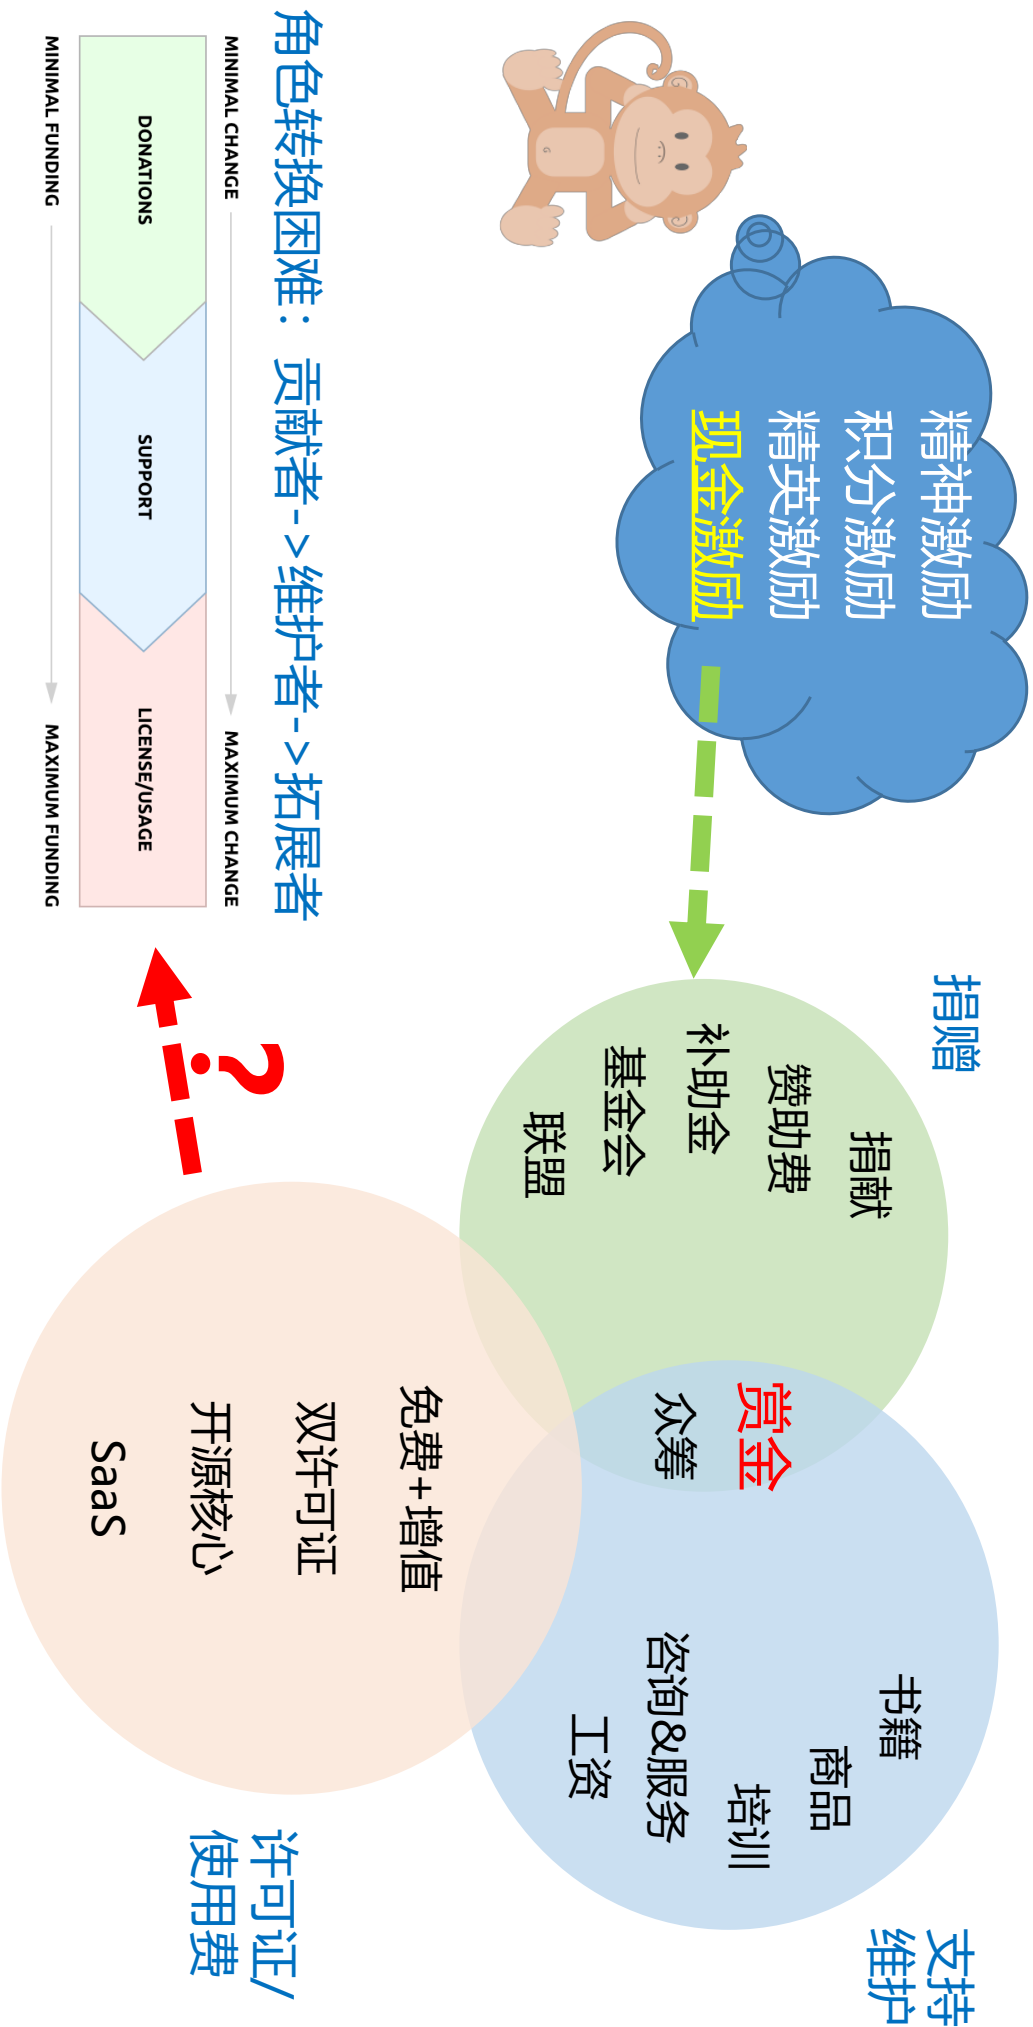 精神激励
积分激励
精英激励
现金激励
捐赠
捐献
赞助费
补助金
基金会
联盟
赏金
众筹
支持
维护
书籍
商品
培训
咨询&服务
工资
角色转换困难：贡献者->维护者->拓展者
MINIMAL CHANGE
MAXIMUM CHANGE
DONATIONS
SUPPORT
LICENSE/USAGE
MINIMAL FUNDING
MAXIMUM FUNDING
?
免费+增值
双许可证
开源核心
SaaS
许可证/
使用费